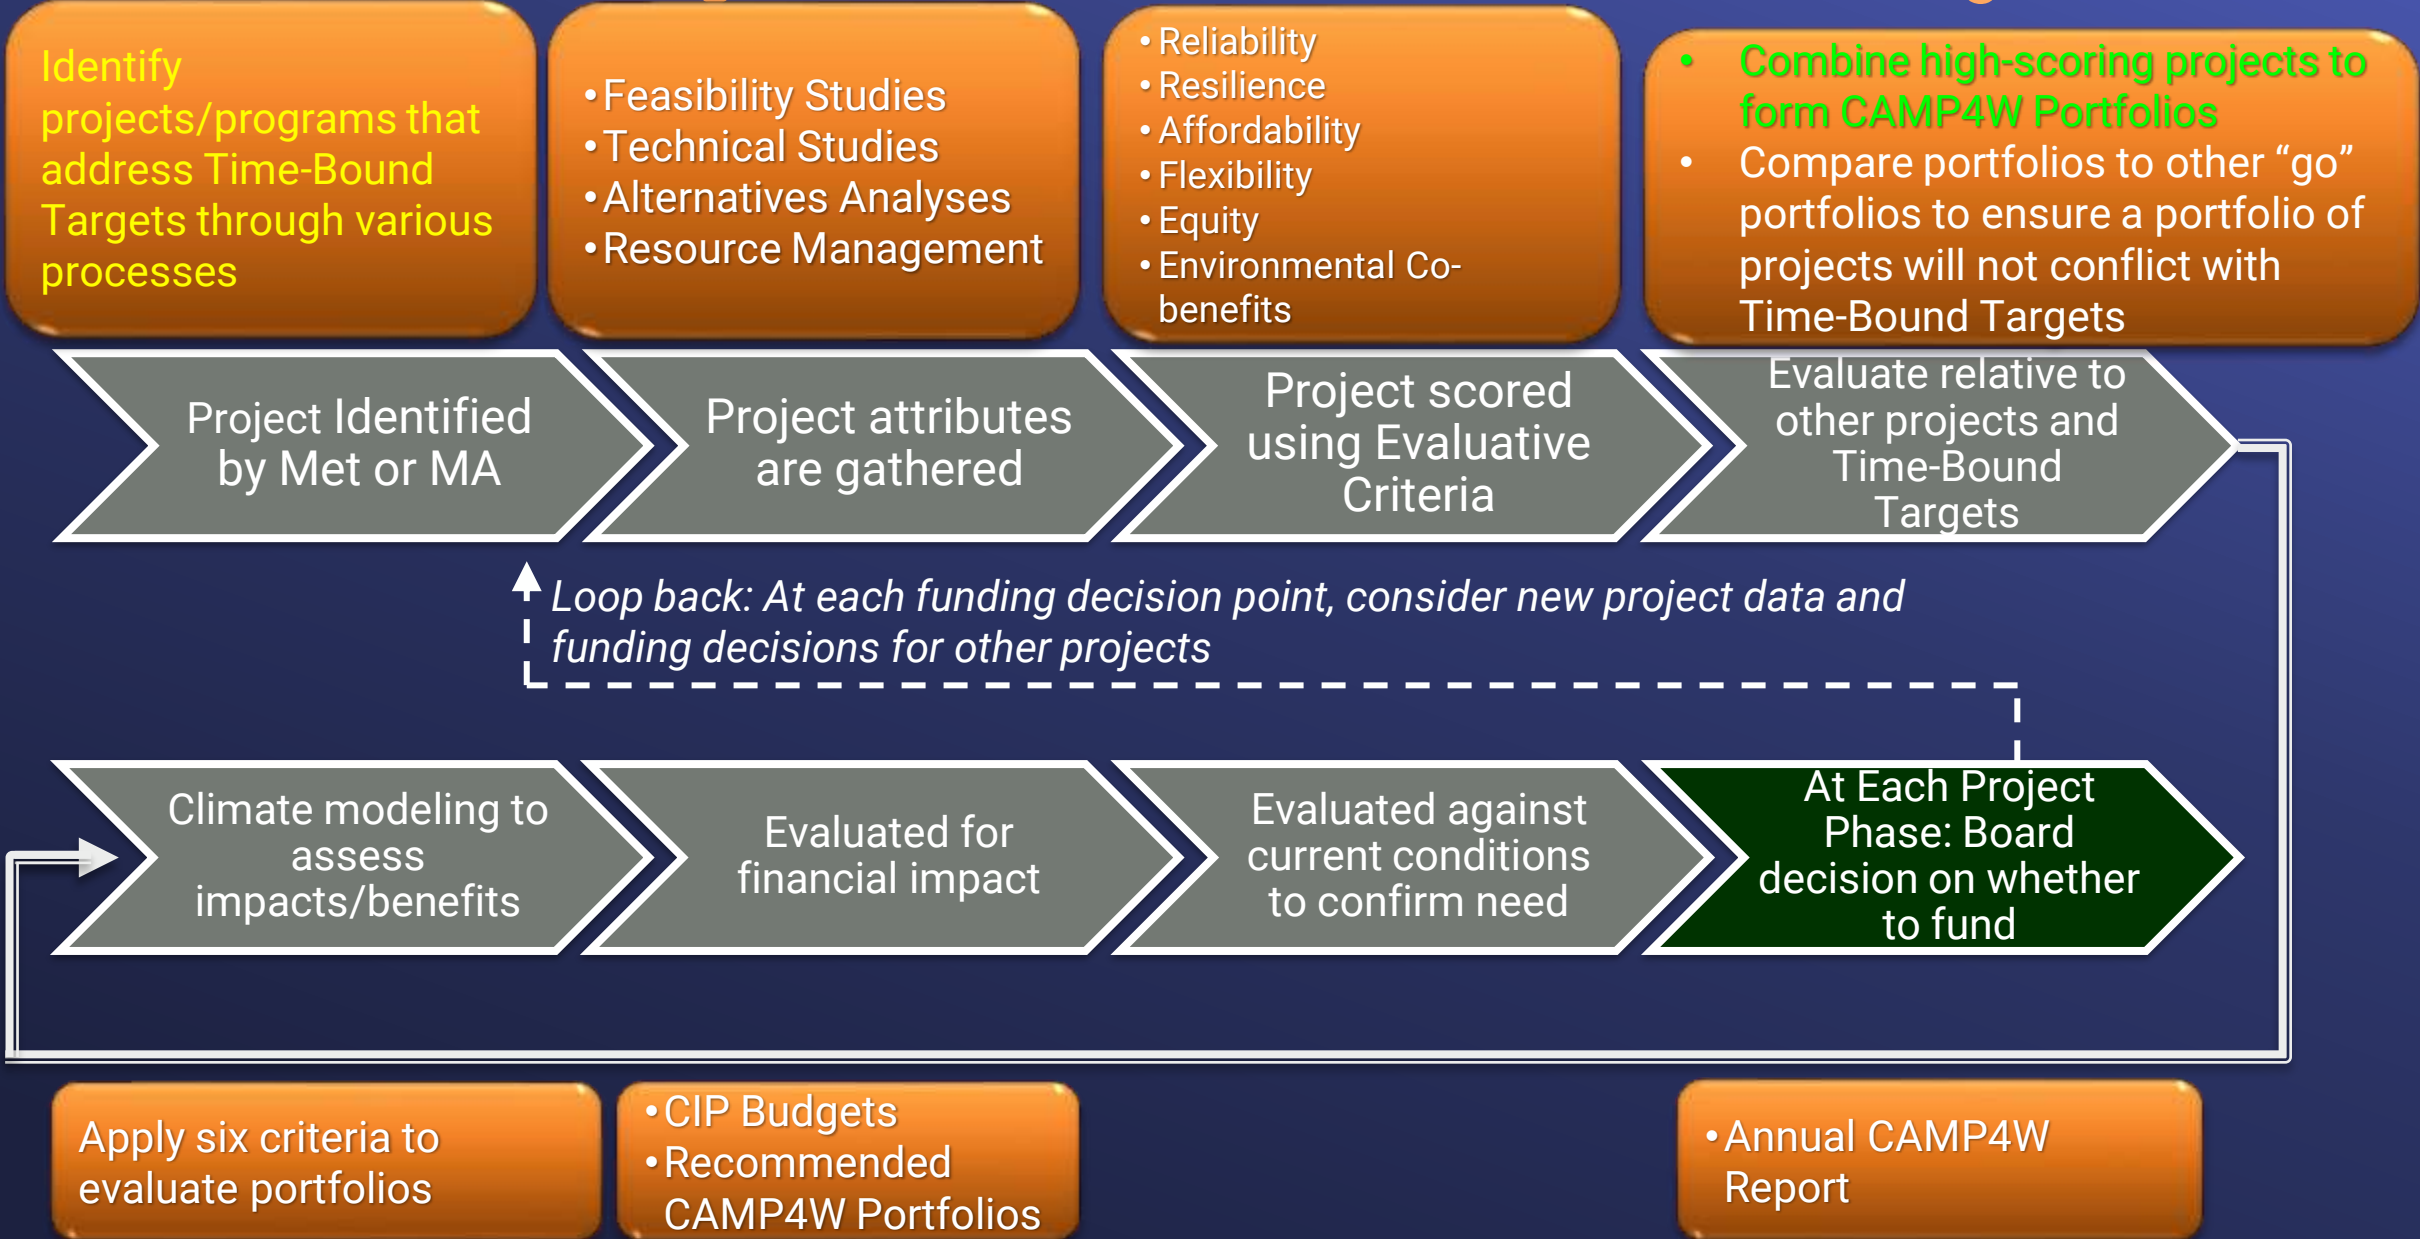 Identify
projects/programs that
address Time-Bound
Targets through various
processes
•Feasibility Studies
•Technical Studies
•Alternatives Analyses
•Resource Management
•Reliability
•Resilience
•Affordability
•Flexibility
•Equity
•Environmental Co-
benefits
• Combine high-scoring projects to
form CAMP4W Portfolios
• Compare portfolios to other “go”
portfolios to ensure a portfolio of
projects will not conflict with
Time-Bound Targets
Project Identified
by Met or MA
Project attributes
are gathered
Project scored
using Evaluative
Criteria
Evaluate relative to
other projects and
Time-Bound
Targets
Loop back: At each funding decision point, consider new project data and
funding decisions for other projects
Climate modeling to
assess
impacts/benefits
Evaluated for
financial impact
Evaluated against
current conditions
to confirm need
At Each Project
Phase: Board
decision on whether
to fund
Apply six criteria to
evaluate portfolios
•CIP Budgets
•Recommended
CAMP4W Portfolios
•Annual CAMP4W
Report